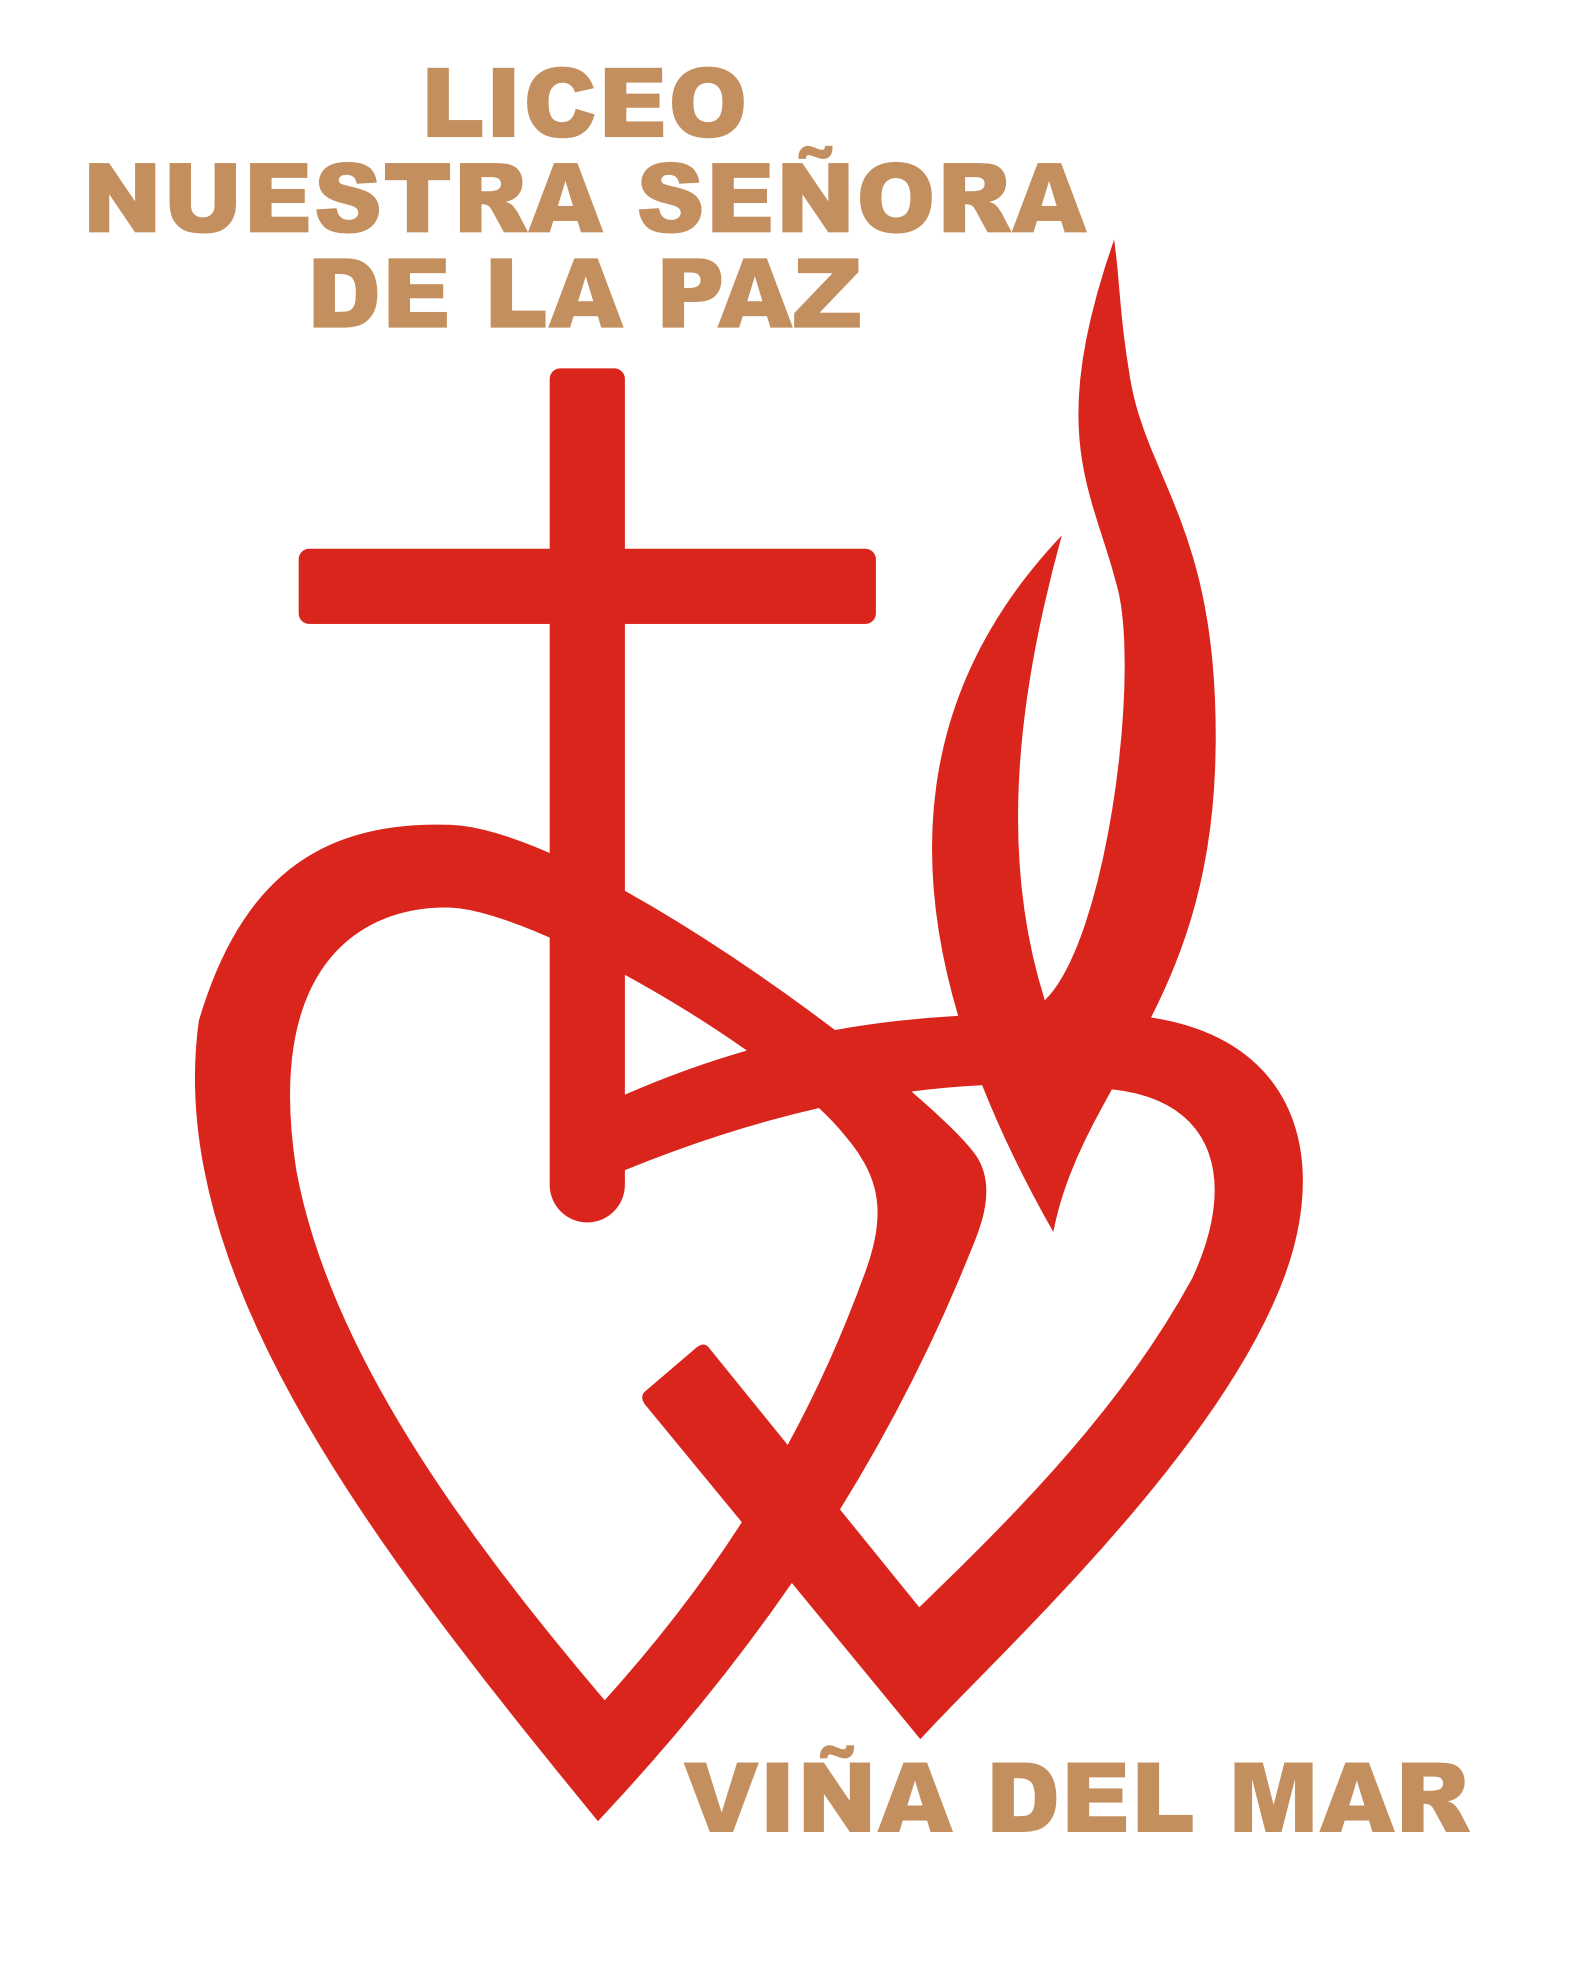 LICEO
NUESTRA SEÑORA
DE LA PAZ
VIÑA DEL MAR